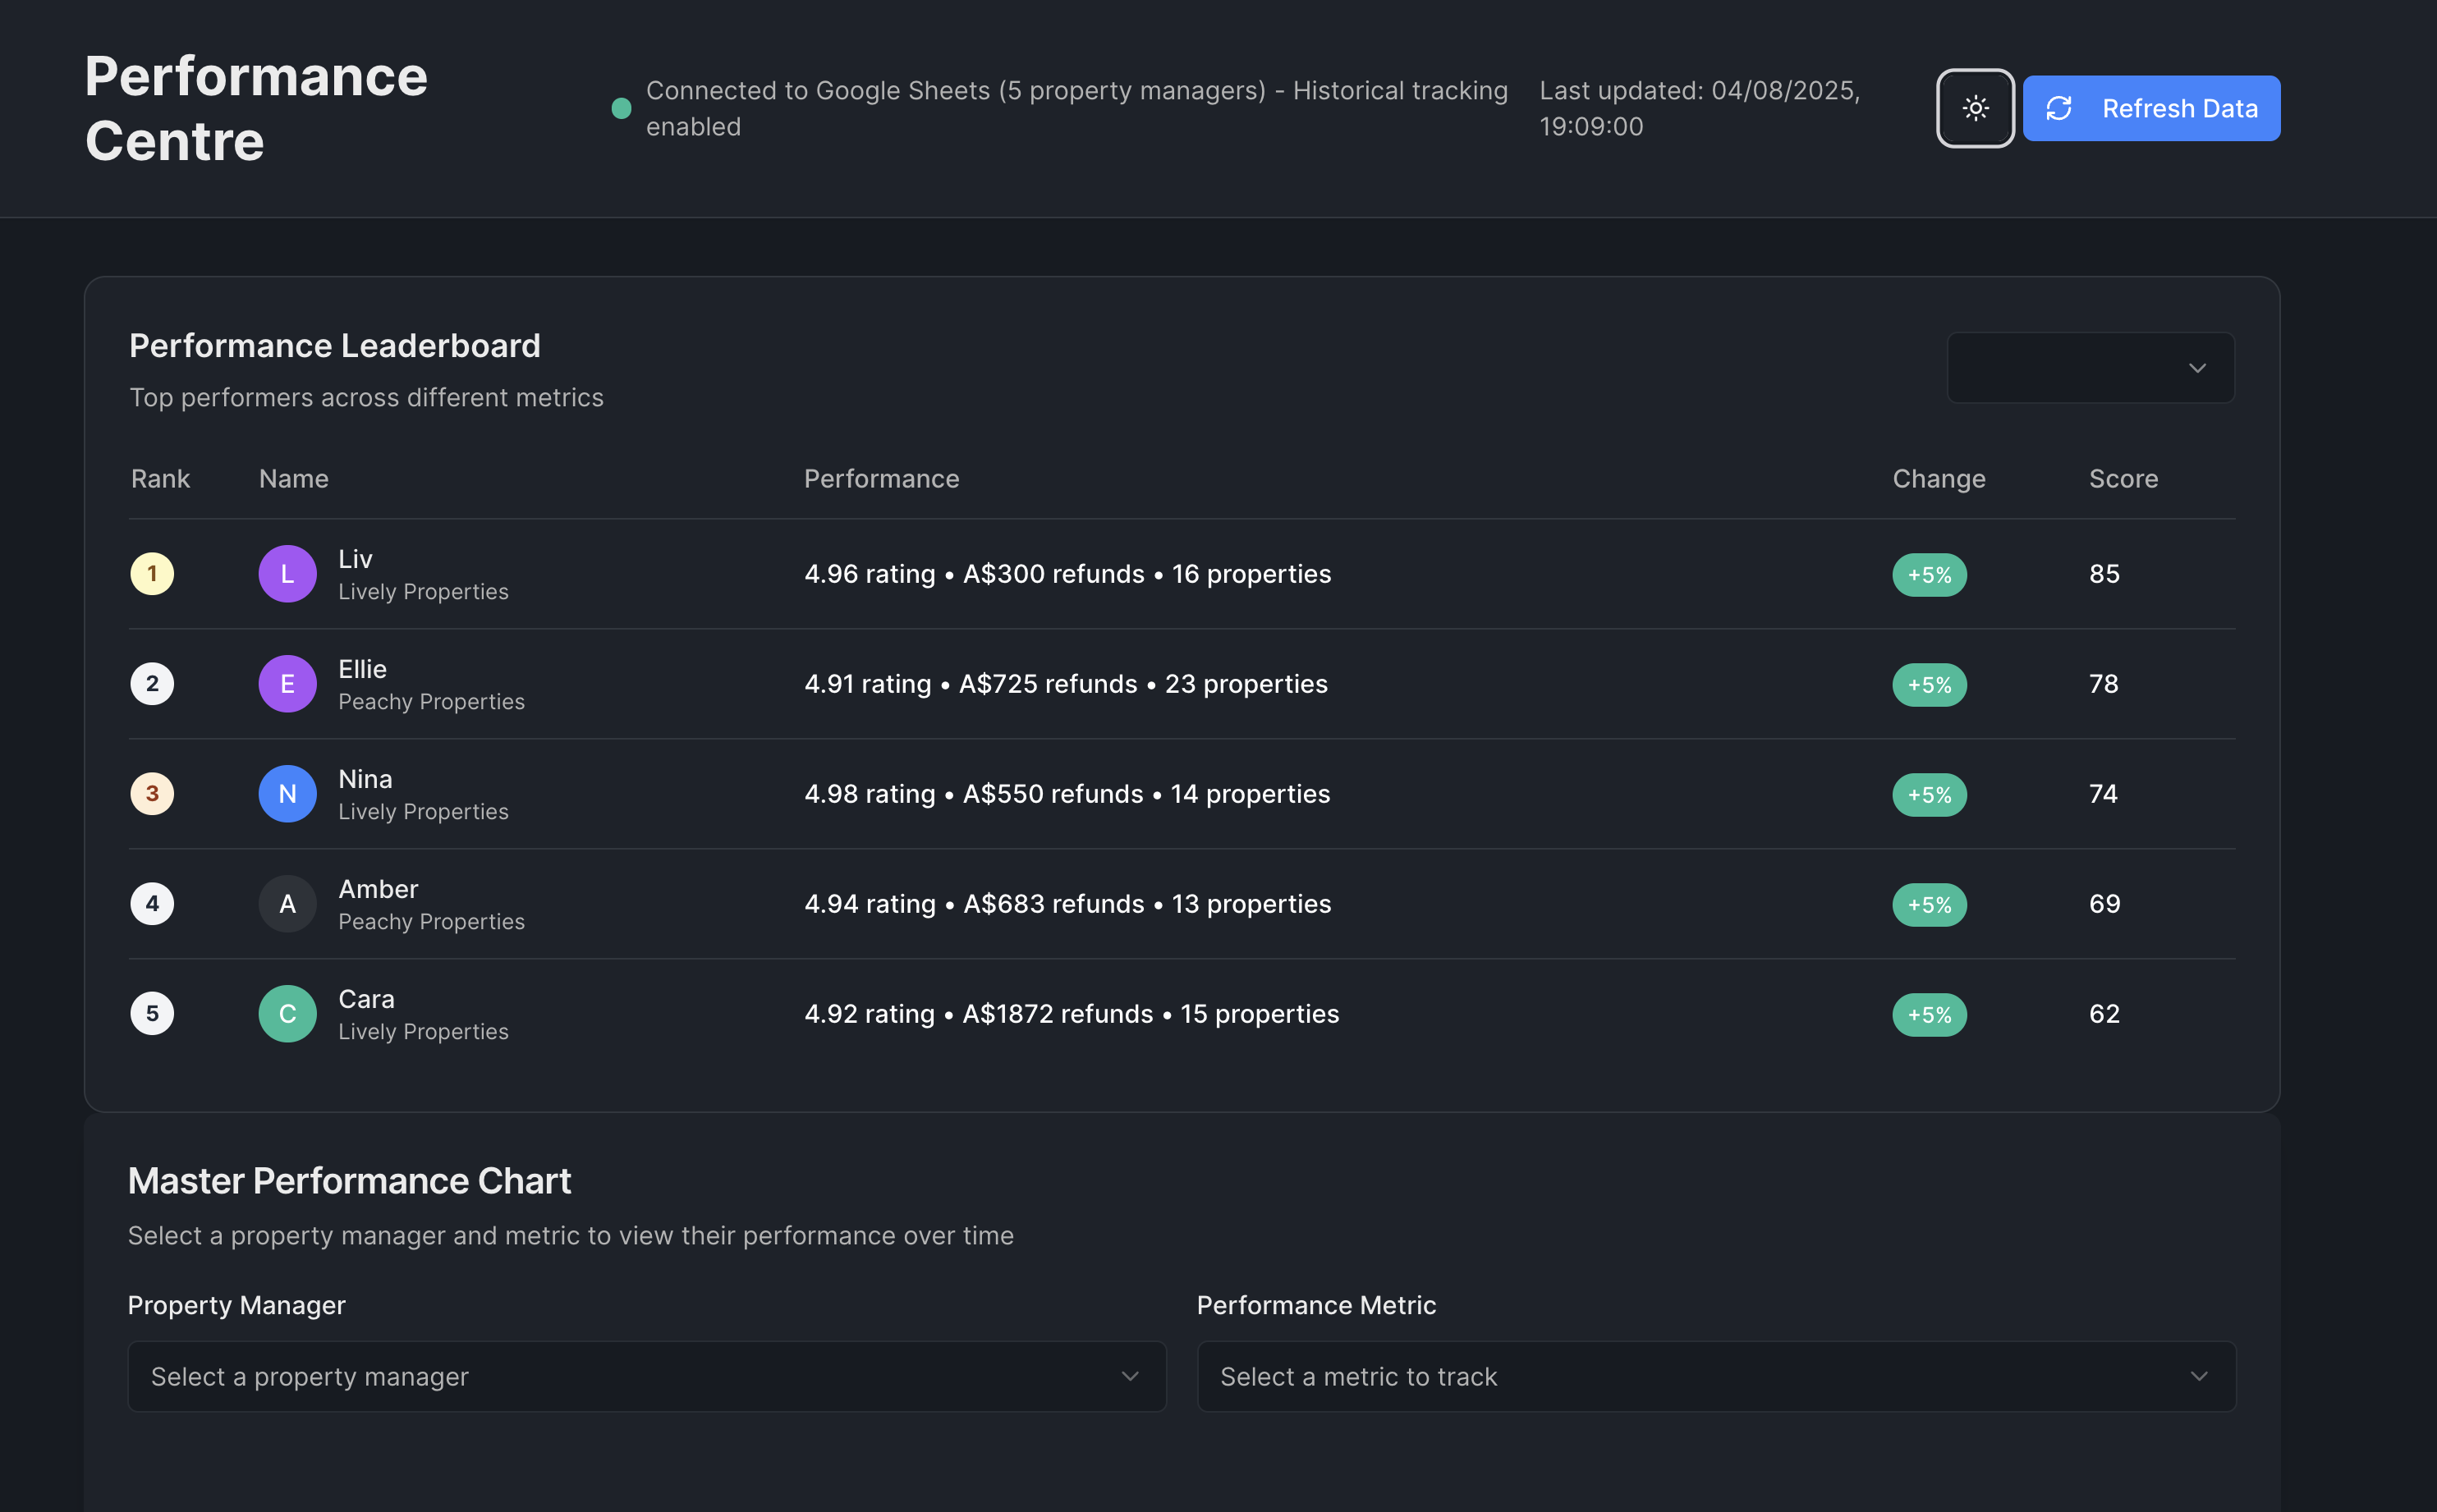 Performance
Centre
Connected to Google Sheets (5 property managers) - Historical tracking
enabled
Last updated: 04/08/2025,
19:09:00
Refresh Data
Performance Leaderboard
Top performers across different metrics
Rank Name Performance Change Score
1 L Liv 4.96 rating • A$300 refunds • 16 properties +5% 85
Lively Properties
2 E Ellie 4.91 rating • A$725 refunds • 23 properties +5% 78
Peachy Properties
3 N Nina 4.98 rating • A$550 refunds • 14 properties +5% 74
Lively Properties
4 A Amber 4.94 rating • A$683 refunds • 13 properties +5% 69
Peachy Properties
5 C Cara 4.92 rating • A$1872 refunds • 15 properties +5% 62
Lively Properties
Master Performance Chart
Select a property manager and metric to view their performance over time
Property Manager Performance Metric
Select a property manager Select a metric to track